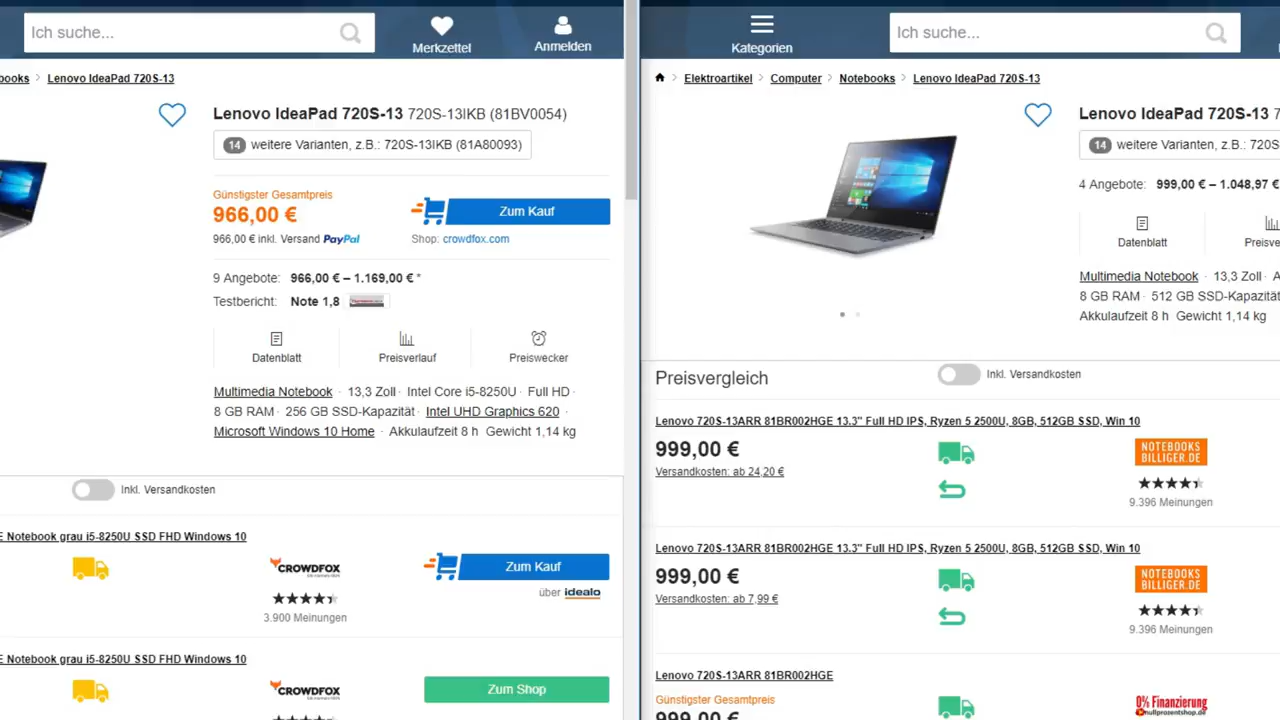 Ich suche...
Merkzettel
Anmelden
books > Lenovo IdeaPad 720S-13
Lenovo IdeaPad 720S-13 720S-13IKB (81BV0054)
14 weitere Varianten, z.B.: 720S-13IKB (81A80093)
Günstigster Gesamtpreis
966,00 €
Zum Kauf
966,00 € inkl. Versand PayPal
Shop: crowdfox.com
9 Angebote: 966,00 € – 1.169,00 € *
Testbericht: Note 1,8
Datenblatt
Preisverlauf
Preiswecker
Multimedia Notebook · 13,3 Zoll · Intel Core i5-8250U · Full HD ·
8 GB RAM · 256 GB SSD-Kapazität · Intel UHD Graphics 620 ·
Microsoft Windows 10 Home · Akkulaufzeit 8 h Gewicht 1,14 kg
Inkl. Versandkosten
E Notebook grau i5-8250U SSD FHD Windows 10
CROWDFOX
Zum Kauf
über idealo
3.900 Meinungen
E Notebook grau i5-8250U SSD FHD Windows 10
CROWDFOX
Zum Shop
Kategorien
Ich suche...
Elektroartikel > Computer > Notebooks > Lenovo IdeaPad 720S-13
Lenovo IdeaPad 720S-13 7
14 weitere Varianten, z.B.: 720S
4 Angebote: 999,00 € – 1.048,97 €
Datenblatt
Preisve
Multimedia Notebook · 13,3 Zoll · A
8 GB RAM · 512 GB SSD-Kapazität
Akkulaufzeit 8 h Gewicht 1,14 kg
Preisvergleich
Inkl. Versandkosten
Lenovo 720S-13ARR 81BR002HGE 13.3" Full HD IPS, Ryzen 5 2500U, 8GB, 512GB SSD, Win 10
999,00 €
Versandkosten: ab 24,20 €
NOTEBOOKS
BILLIGER.DE
9.396 Meinungen
Lenovo 720S-13ARR 81BR002HGE 13.3" Full HD IPS, Ryzen 5 2500U, 8GB, 512GB SSD, Win 10
999,00 €
Versandkosten: ab 7,99 €
NOTEBOOKS
BILLIGER.DE
9.396 Meinungen
Lenovo 720S-13ARR 81BR002HGE
Günstigster Gesamtpreis
999,00 €
0% Finanzierung
nullprozentshop.de